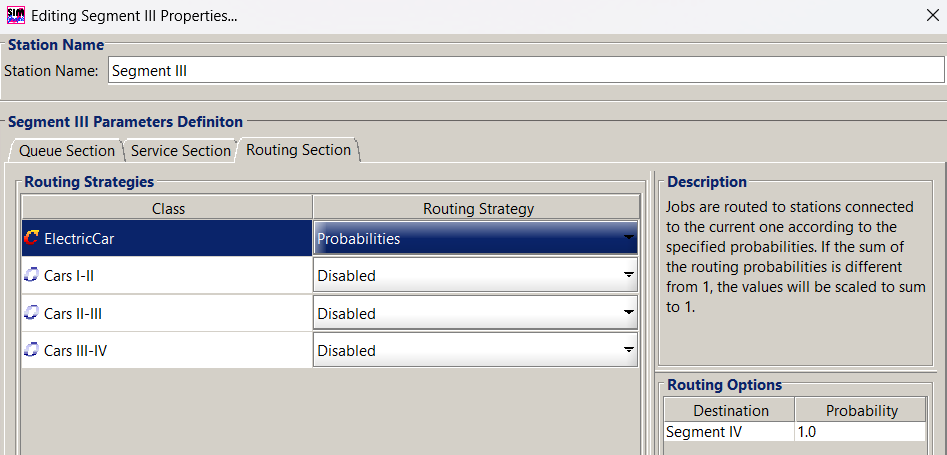 Editing Segment III Properties...
Station Name
Station Name: Segment III
Segment III Parameters Definiton
Queue Section Service Section Routing Section
Routing Strategies
Class Routing Strategy
ElectricCar Probabilities
Cars I-II Disabled
Cars II-III Disabled
Cars III-IV Disabled
Description
Jobs are routed to stations connected
to the current one according to the
specified probabilities. If the sum of
the routing probabilities is different
from 1, the values will be scaled to sum
to 1.
Routing Options
Destination Probability
Segment IV 1.0